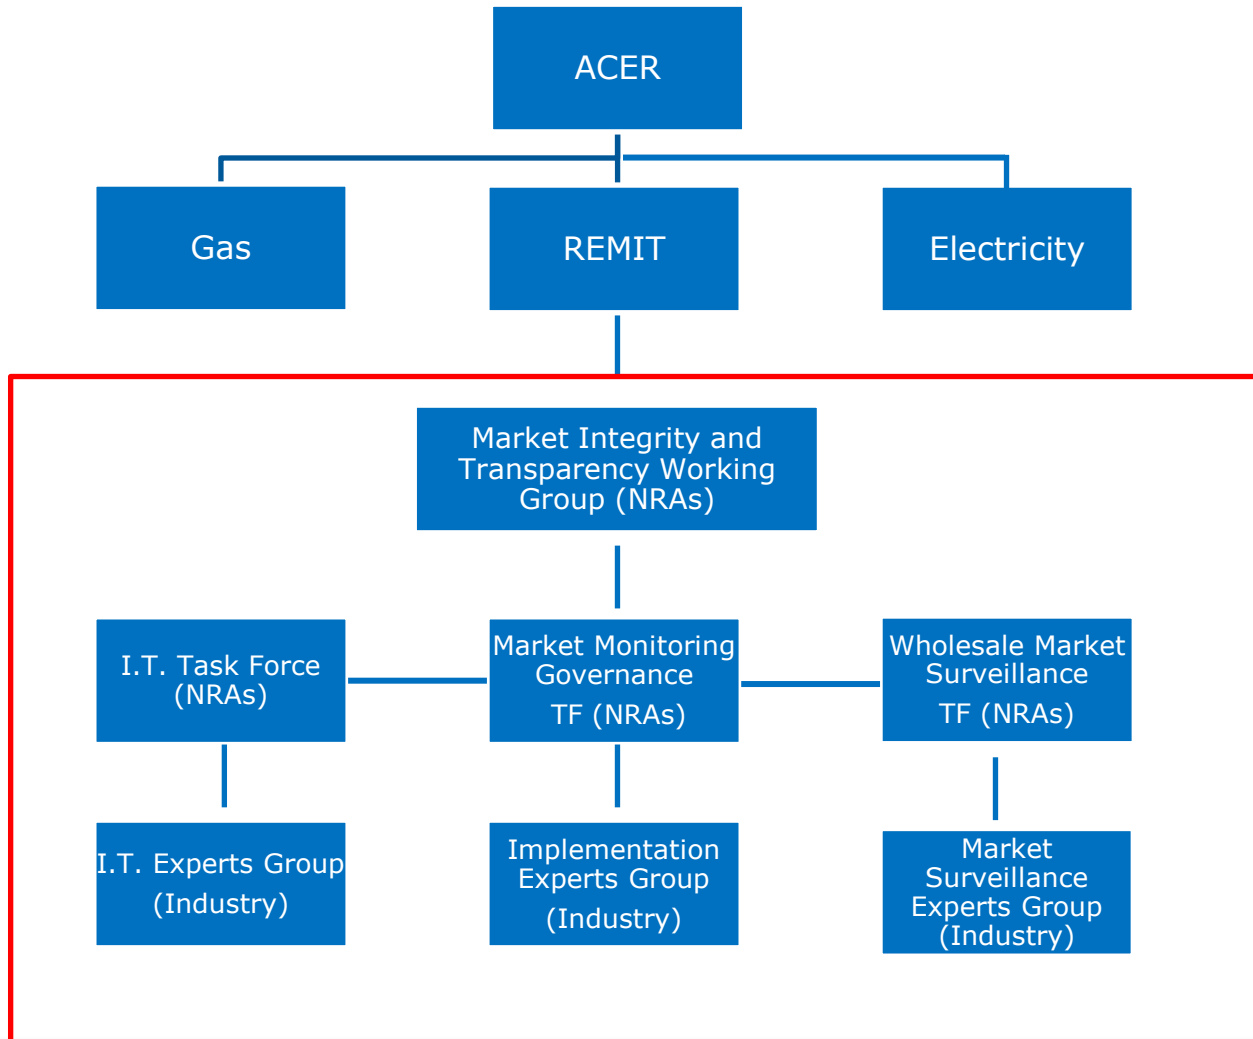 ACER
Gas
REMIT
Electricity
Market Integrity and
Transparency Working
Group (NRAs)
I.T. Task Force
(NRAs)
Market Monitoring
Governance
TF (NRAs)
Wholesale Market
Surveillance
TF (NRAs)
I.T. Experts Group
(Industry)
Implementation
Experts Group
(Industry)
Market
Surveillance
Experts Group
(Industry)